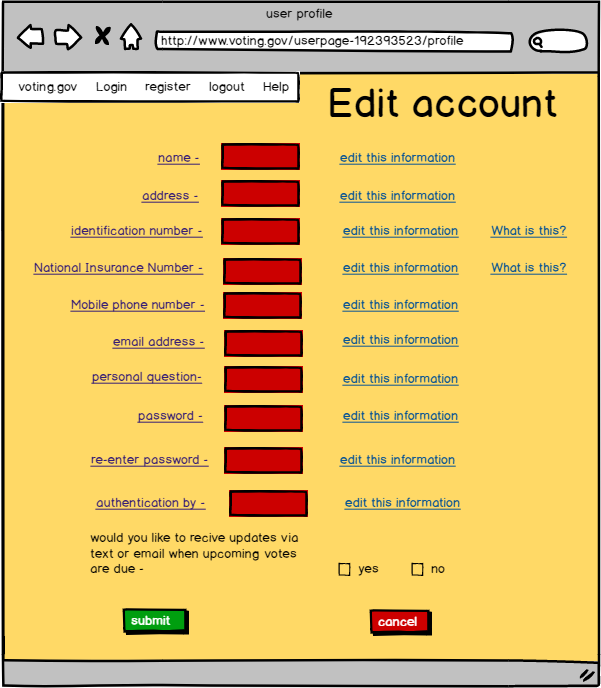 user profile
http://www.voting.gov/userpage-192393523/profile
voting.gov Login register logout Help
Edit account
name - edit this information
address - edit this information
identification number - edit this information What is this?
National Insurance Number - edit this information What is this?
Mobile phone number - edit this information
email address - edit this information
personal question- edit this information
password - edit this information
re-enter password - edit this information
authentication by - edit this information
would you like to recive updates via
text or email when upcoming votes
are due - yes no
submit cancel